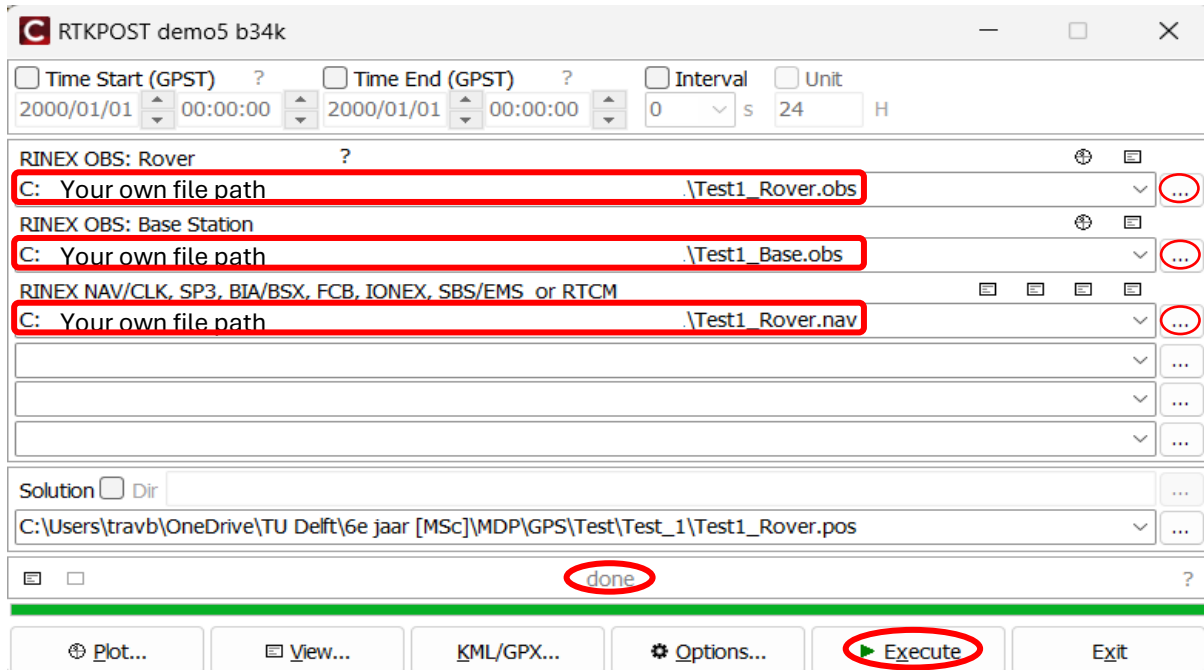 RTKPOST demo5 b34k
Time Start (GPST) ? Time End (GPST) ? Interval Unit
2000/01/01 00:00:00 2000/01/01 00:00:00 0 s 24 H
RINEX OBS: Rover ?
C: Your own file path .\Test1_Rover.obs ...
RINEX OBS: Base Station
C: Your own file path .\Test1_Base.obs ...
RINEX NAV/CLK, SP3, BIA/BSX, FCB, IONEX, SBS/EMS or RTCM
C: Your own file path .\Test1_Rover.nav ...
...
...
...
Solution Dir ...
C:\Users\travb\OneDrive\TU Delft\6e jaar [MSc]\MDP\GPS\Test\Test_1\Test1_Rover.pos ...
done ?
Plot... View... KML/GPX... Options... Execute Exit